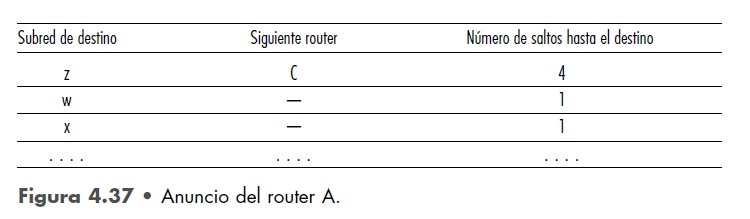 Subred de destino Siguiente router Número de saltos hasta el destino
z C 4
w — 1
x — 1
. . . . . . . . . . . .
Figura 4.37 • Anuncio del router A.